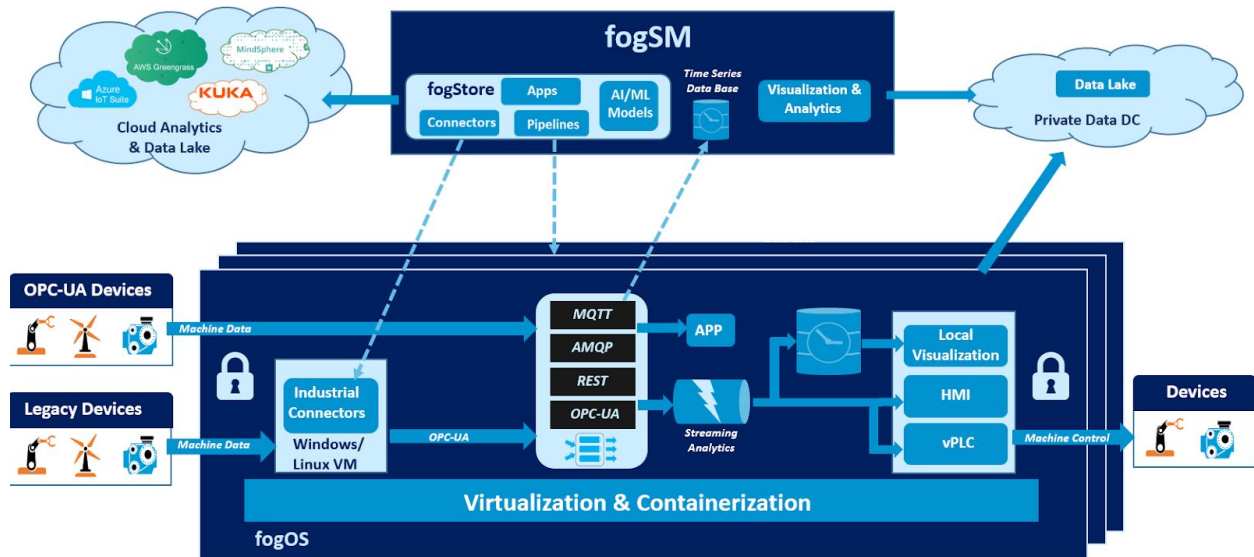 fogSM
fogStore
Apps
Connectors
Pipelines
AI/ML
Models
Time Series
Data Base
Visualization &
Analytics
AWS Greengrass
MindSphere
Azure
IoT Suite
KUKA
Cloud Analytics
& Data Lake
Data Lake
Private Data DC
OPC-UA Devices
Machine Data
Legacy Devices
Machine Data
Industrial
Connectors
Windows/
Linux VM
OPC-UA
MQTT
AMQP
REST
OPC-UA
APP
Streaming
Analytics
Local
Visualization
HMI
vPLC
Machine Control
Devices
Virtualization & Containerization
fogOS